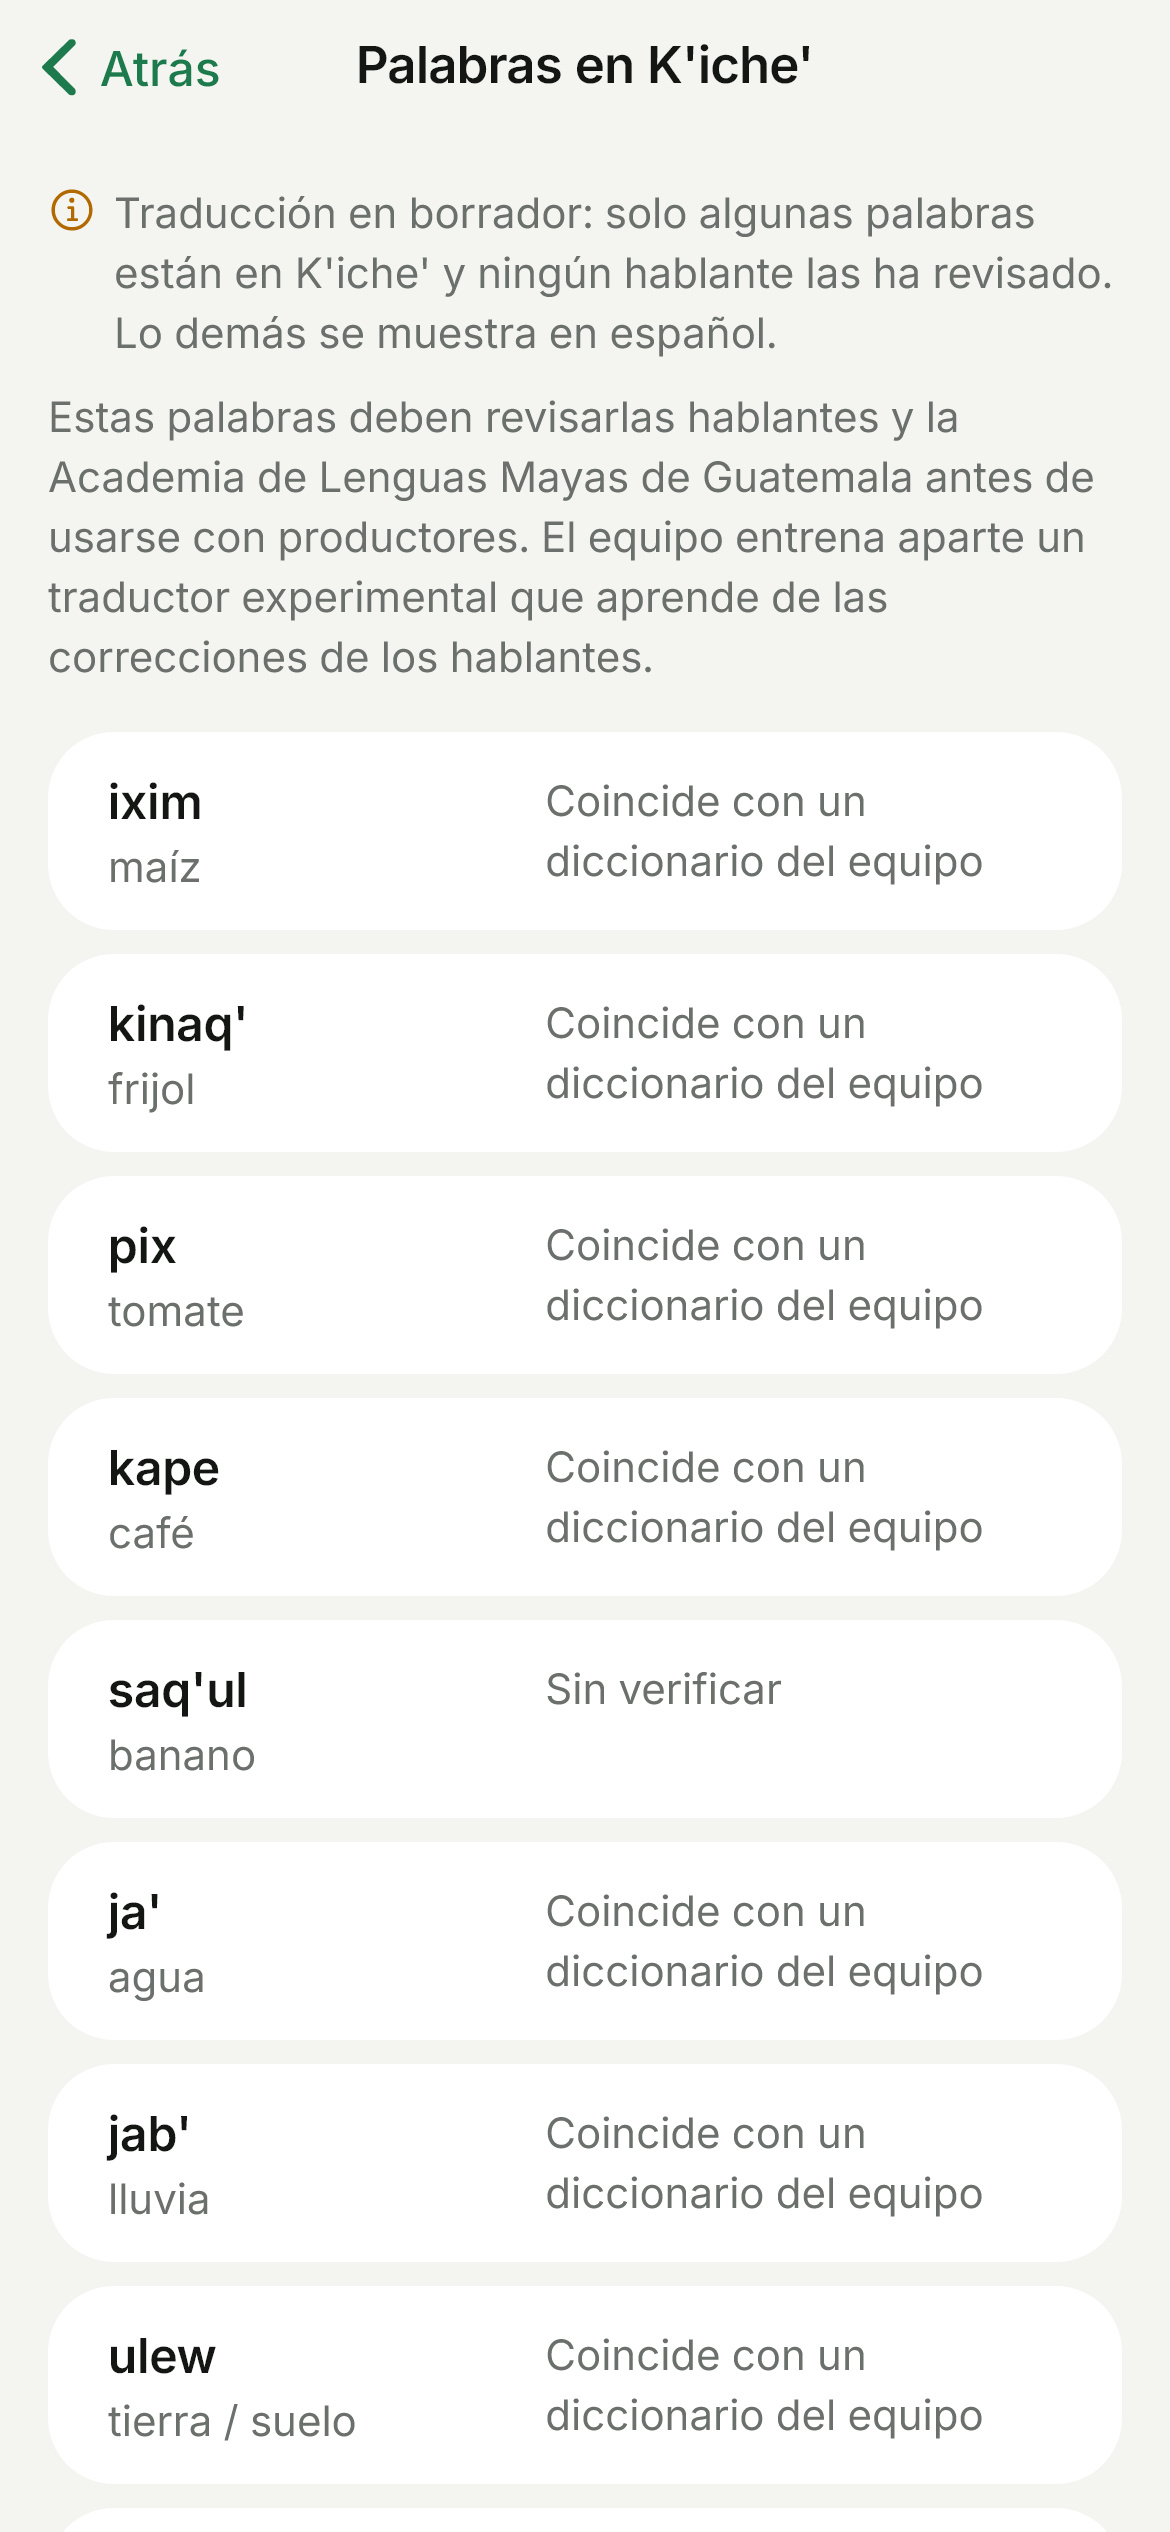 Atrás
Palabras en K'iche'
Traducción en borrador: solo algunas palabras
están en K'iche' y ningún hablante las ha revisado.
Lo demás se muestra en español.
Estas palabras deben revisarlas hablantes y la
Academia de Lenguas Mayas de Guatemala antes de
usarse con productores. El equipo entrena aparte un
traductor experimental que aprende de las
correcciones de los hablantes.
ixim
maíz
Coincide con un
diccionario del equipo
kinaq'
frijol
Coincide con un
diccionario del equipo
pix
tomate
Coincide con un
diccionario del equipo
kape
café
Coincide con un
diccionario del equipo
saq'ul
banano
Sin verificar
ja'
agua
Coincide con un
diccionario del equipo
jab'
lluvia
Coincide con un
diccionario del equipo
ulew
tierra / suelo
Coincide con un
diccionario del equipo